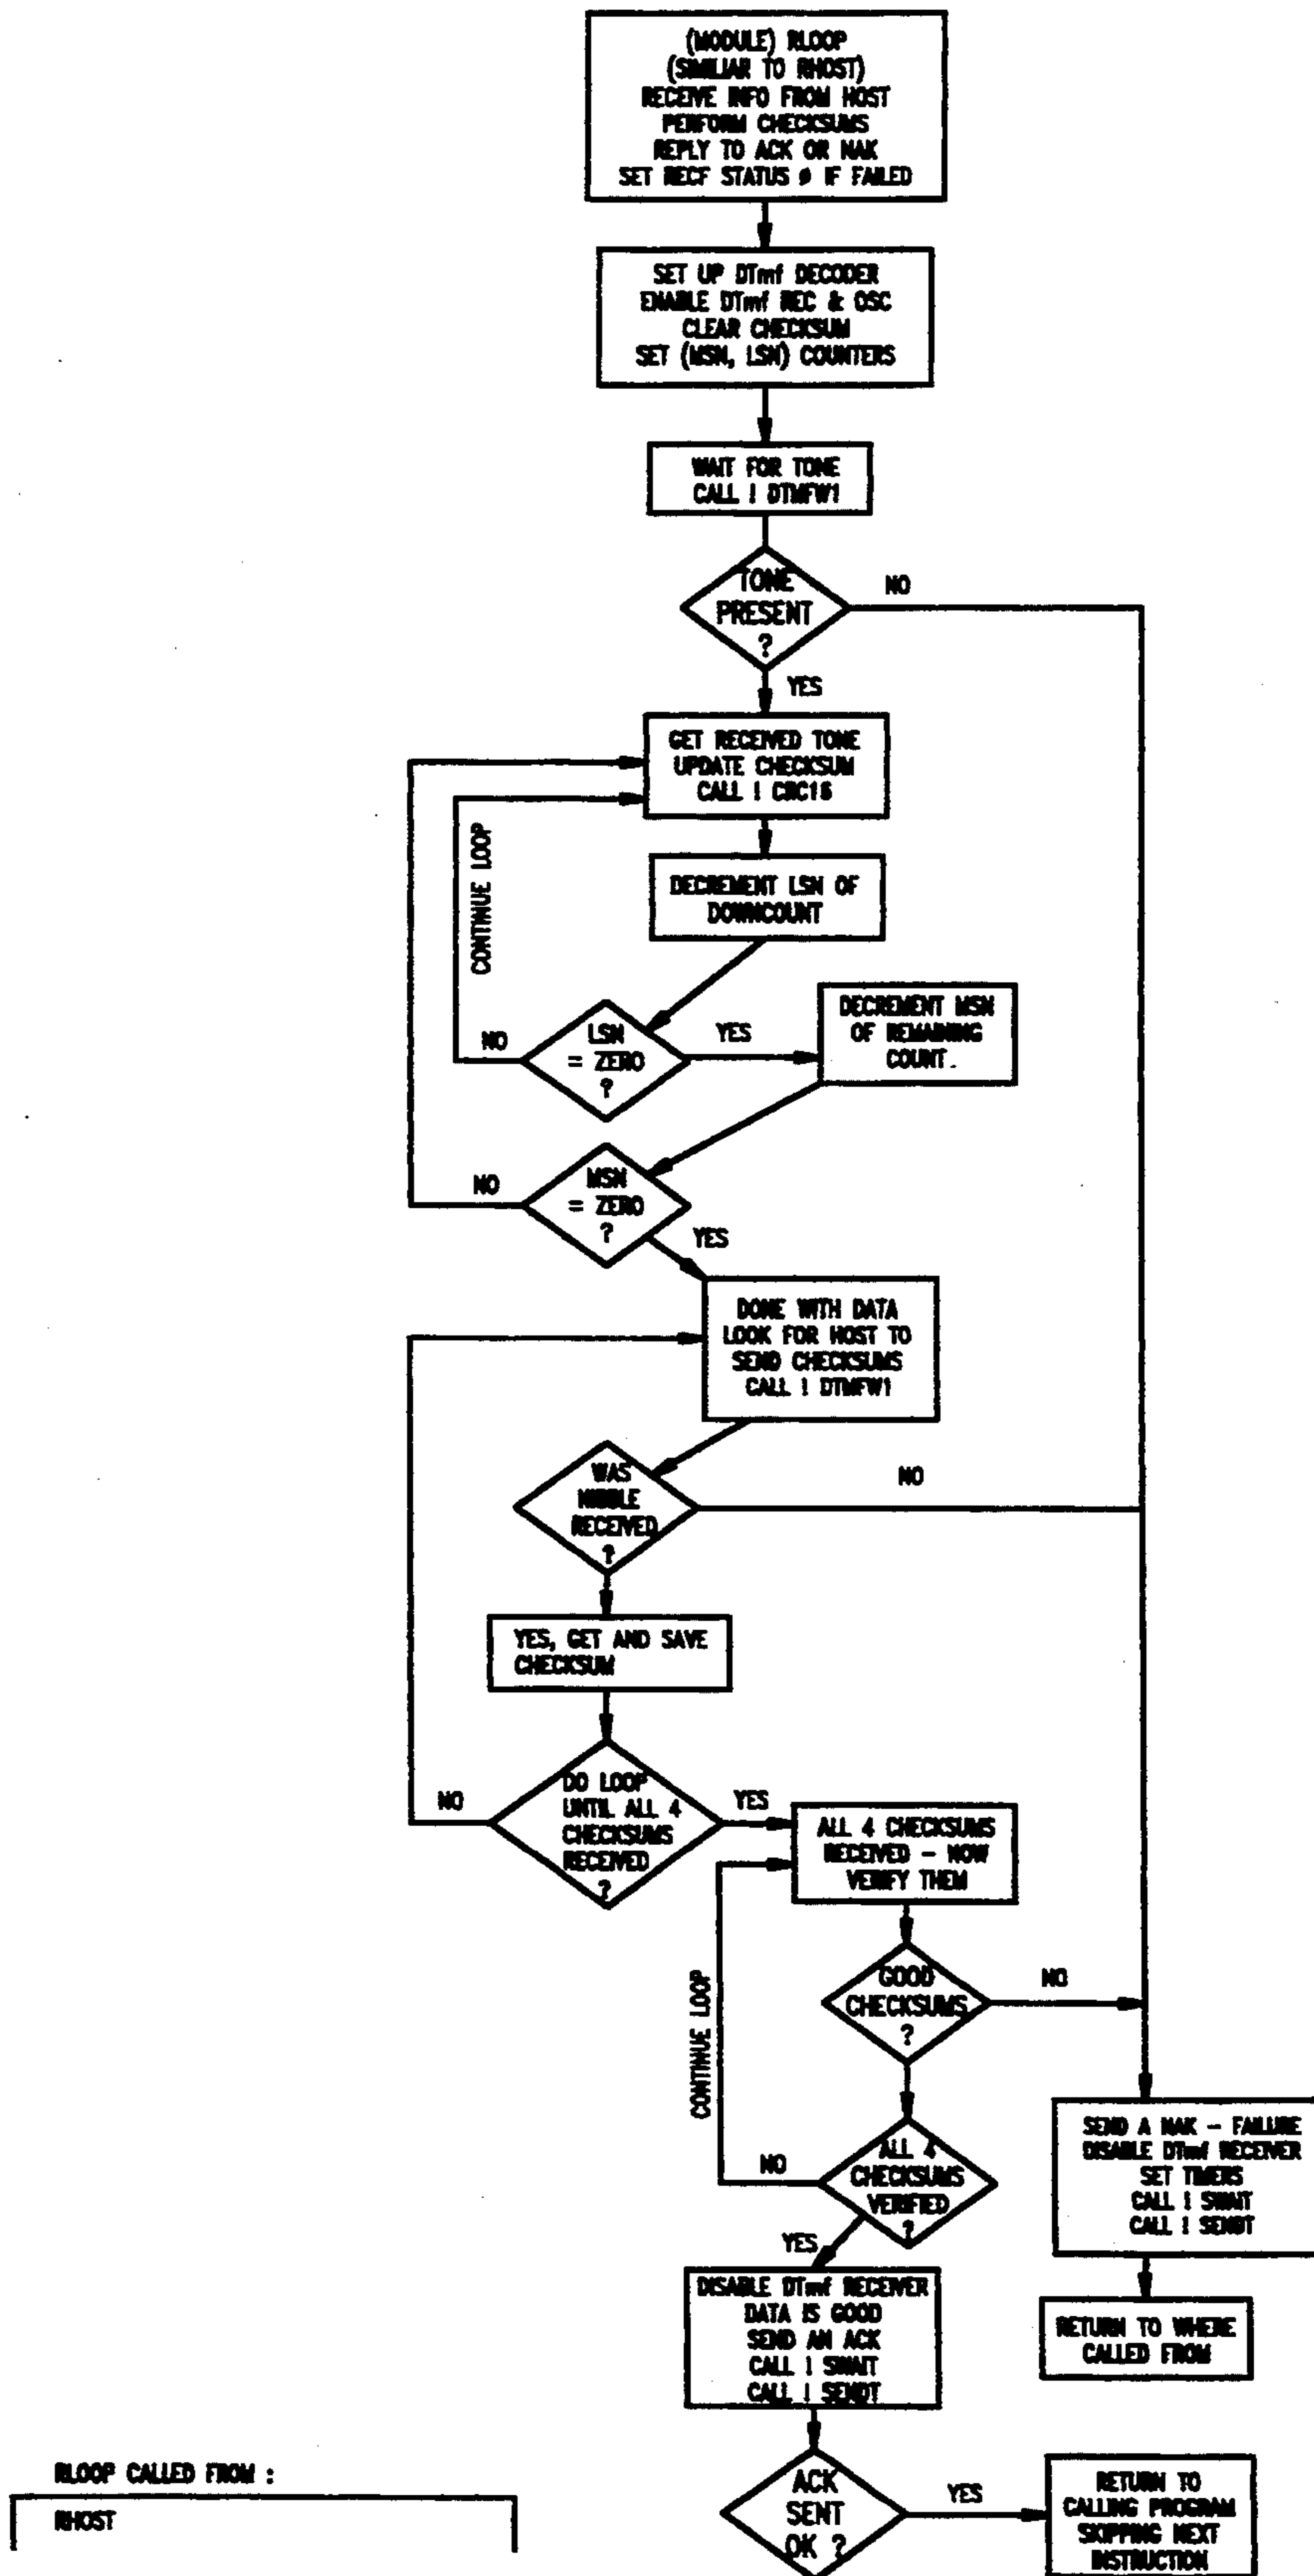 (MODULE) RLOOP
(SIMILIAR TO RHOST)
RECEIVE INFO FROM HOST
PERFORM CHECKSUMS
REPLY TO ACK OR NAK
SET RECF STATUS ø IF FAILED
SET UP DTmf DECODER
ENABLE DTmf REC & OSC
CLEAR CHECKSUM
SET (MSN, LSN) COUNTERS
WAIT FOR TONE
CALL ! DTMFW1
TONE
PRESENT
?
NO
YES
GET RECEIVED TONE
UPDATE CHECKSUM
CALL ! CRC16
CONTINUE LOOP
DECREMENT LSN OF
DOWNCOUNT
LSN
= ZERO
?
NO
YES
DECREMENT MSN
OF REMAINING
COUNT.
MSN
= ZERO
?
NO
YES
DONE WITH DATA
LOOK FOR HOST TO
SEND CHECKSUMS
CALL ! DTMFW1
WAS
NIBBLE
RECEIVED
?
NO
YES, GET AND SAVE
CHECKSUM
DO LOOP
UNTIL ALL 4
CHECKSUMS
RECEIVED
?
NO
YES
ALL 4 CHECKSUMS
RECEIVED - NOW
VERIFY THEM
CONTINUE LOOP
GOOD
CHECKSUMS
?
NO
ALL 4
CHECKSUMS
VERIFIED
?
NO
YES
SEND A NAK - FAILURE
DISABLE DTmf RECEIVER
SET TIMERS
CALL ! SWAIT
CALL ! SENDT
RETURN TO WHERE
CALLED FROM
DISABLE DTmf RECEIVER
DATA IS GOOD
SEND AN ACK
CALL ! SWAIT
CALL ! SENDT
ACK
SENT
OK ?
YES
RETURN TO
CALLING PROGRAM
SKIPPING NEXT
INSTRUCTION
RLOOP CALLED FROM :
RHOST